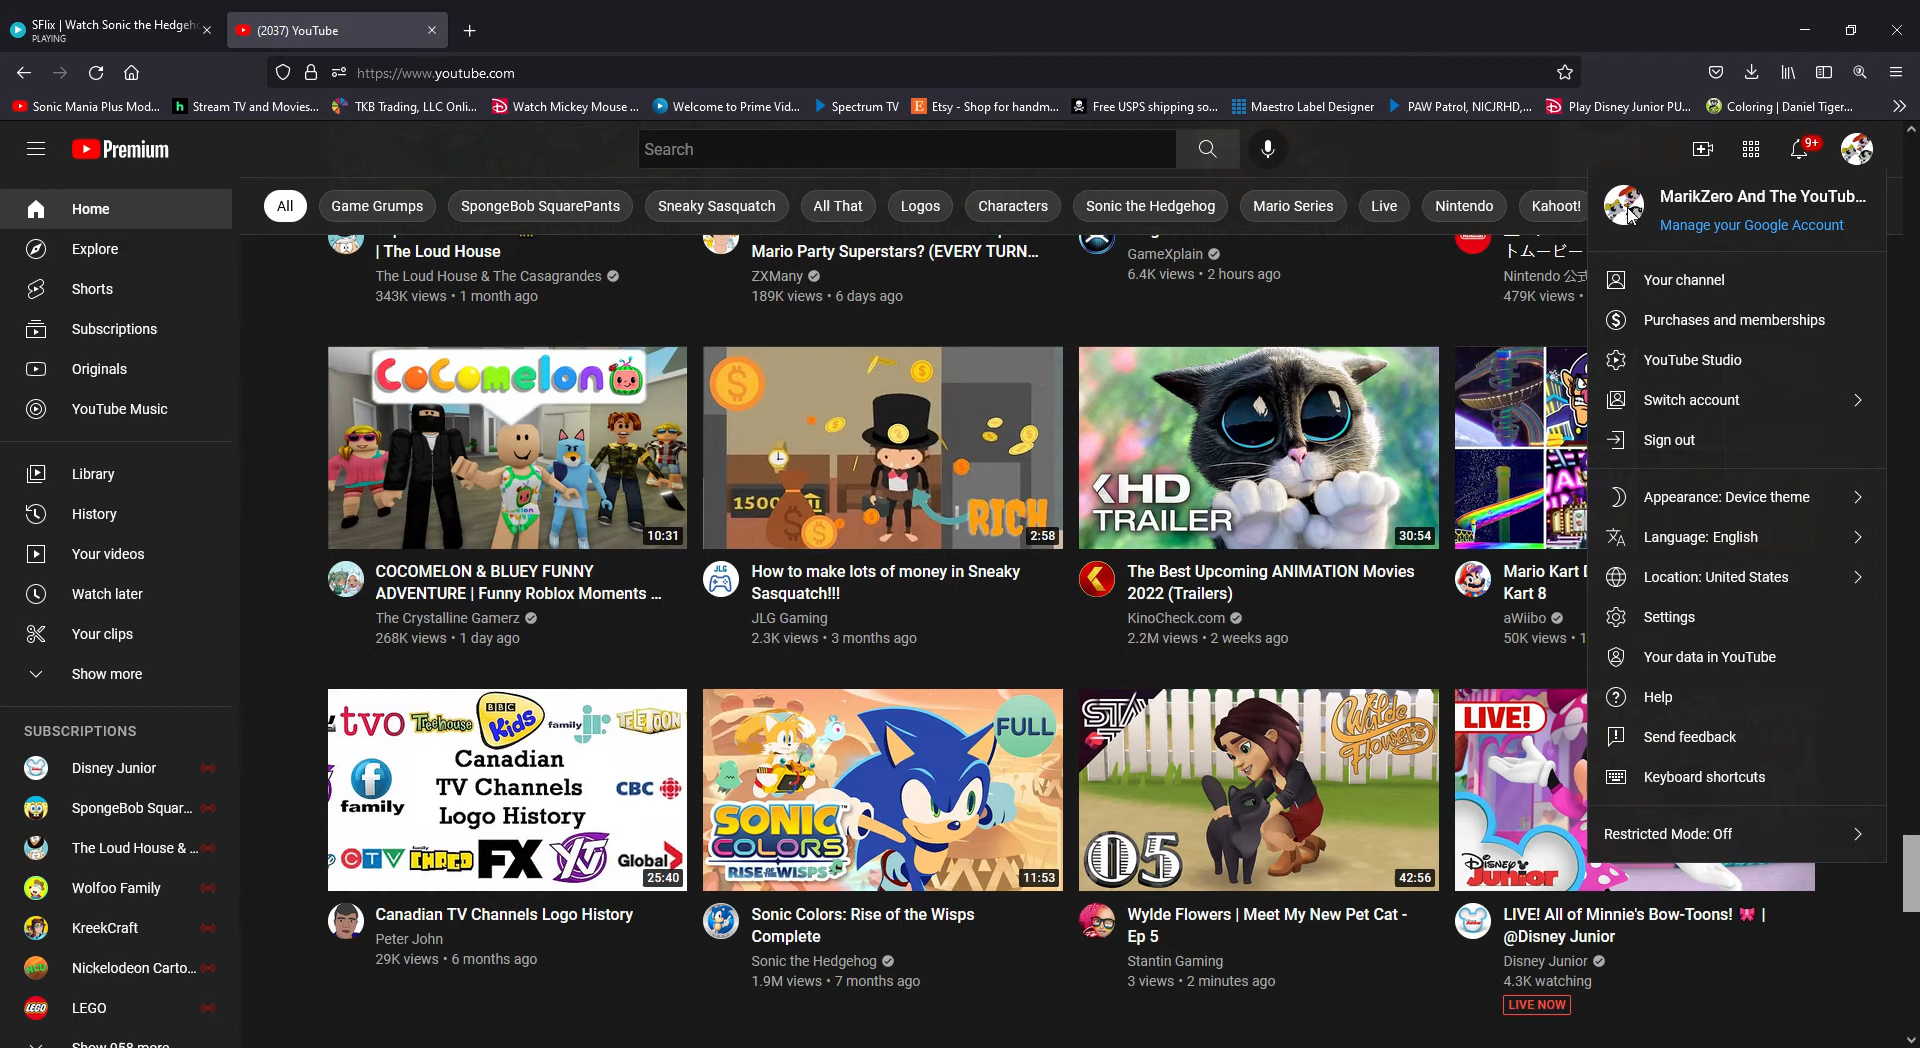 SFlix | Watch Sonic the Hedgeh
PLAYING
(2037) YouTube
https://www.youtube.com
Sonic Mania Plus Mod...
Stream TV and Movies...
TKB Trading, LLC Onli...
Watch Mickey Mouse ...
Welcome to Prime Vid...
Spectrum TV
Etsy - Shop for handm...
Free USPS shipping so...
Maestro Label Designer
PAW Patrol, NICJRHD,...
Play Disney Junior PU...
Coloring | Daniel Tiger...
Premium
Search
9+
All
Game Grumps
SpongeBob SquarePants
Sneaky Sasquatch
All That
Logos
Characters
Sonic the Hedgehog
Mario Series
Live
Nintendo
Kahoot!
Home
Explore
Shorts
Subscriptions
Originals
YouTube Music
Library
History
Your videos
Watch later
Your clips
Show more
SUBSCRIPTIONS
Disney Junior
SpongeBob Squar...
The Loud House & ...
Wolfoo Family
KreekCraft
Nickelodeon Carto...
LEGO
Show 958 more
| The Loud House
The Loud House & The Casagrandes
343K views • 1 month ago
Mario Party Superstars? (EVERY TURN...
ZXMany
189K views • 6 days ago
GameXplain
6.4K views • 2 hours ago
トムービー
Nintendo 公式
479K views •
CoComelon
10:31
COCOMELON & BLUEY FUNNY
ADVENTURE | Funny Roblox Moments ...
The Crystalline Gamerz
268K views • 1 day ago
1500
RICH
2:58
JLG
How to make lots of money in Sneaky
Sasquatch!!!
JLG Gaming
2.3K views • 3 months ago
HD
TRAILER
30:54
The Best Upcoming ANIMATION Movies
2022 (Trailers)
KinoCheck.com
2.2M views • 2 weeks ago
Mario Kart
Kart 8
aWiibo
50K views • 1
tvo
Treehouse
BBC
Kids
family jr.
TELETOON
Canadian
TV Channels
Logo History
family
CBC
CTV
family
CHRGD
FX
YTV
Global
25:40
Canadian TV Channels Logo History
Peter John
29K views • 6 months ago
FULL
SONIC
COLORS
RISE OF THE WISPS
11:53
Sonic Colors: Rise of the Wisps
Complete
Sonic the Hedgehog
1.9M views • 7 months ago
STA
Wylde
Flowers
05
42:56
Wylde Flowers | Meet My New Pet Cat -
Ep 5
Stantin Gaming
3 views • 2 minutes ago
LIVE!
Disney
Junior
LIVE! All of Minnie's Bow-Toons! 🎀 |
@Disney Junior
Disney Junior
4.3K watching
LIVE NOW
MarikZero And The YouTub...
Manage your Google Account
Your channel
Purchases and memberships
YouTube Studio
Switch account
Sign out
Appearance: Device theme
Language: English
Location: United States
Settings
Your data in YouTube
Help
Send feedback
Keyboard shortcuts
Restricted Mode: Off